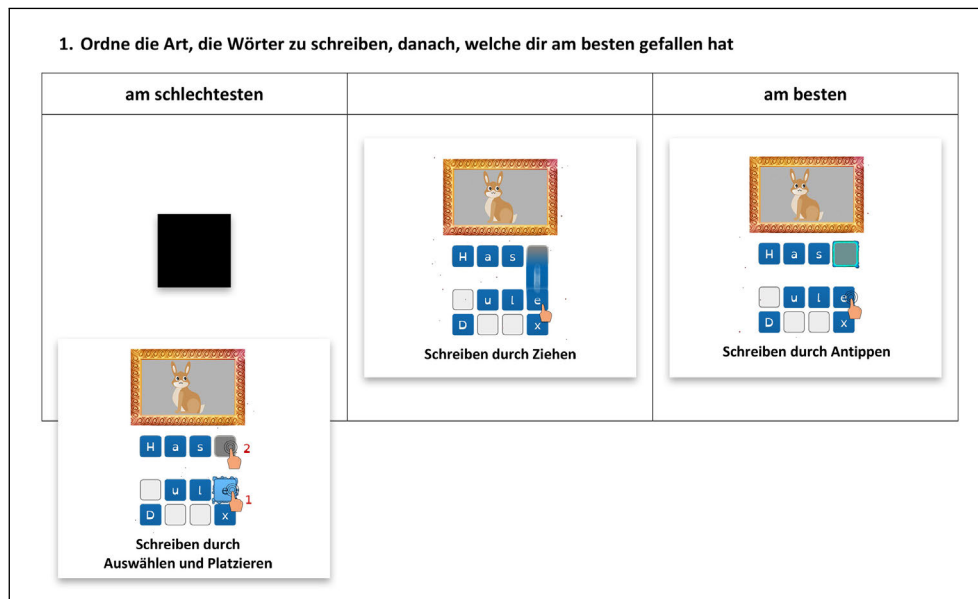 1. Ordne die Art, die Wörter zu schreiben, danach, welche dir am besten gefallen hat
am schlechtesten
am besten
H a s
u l e
D x
Schreiben durch Ziehen
H a s
u l e
D x
Schreiben durch Antippen
H a s 2
u l e 1
D x
Schreiben durch
Auswählen und Platzieren